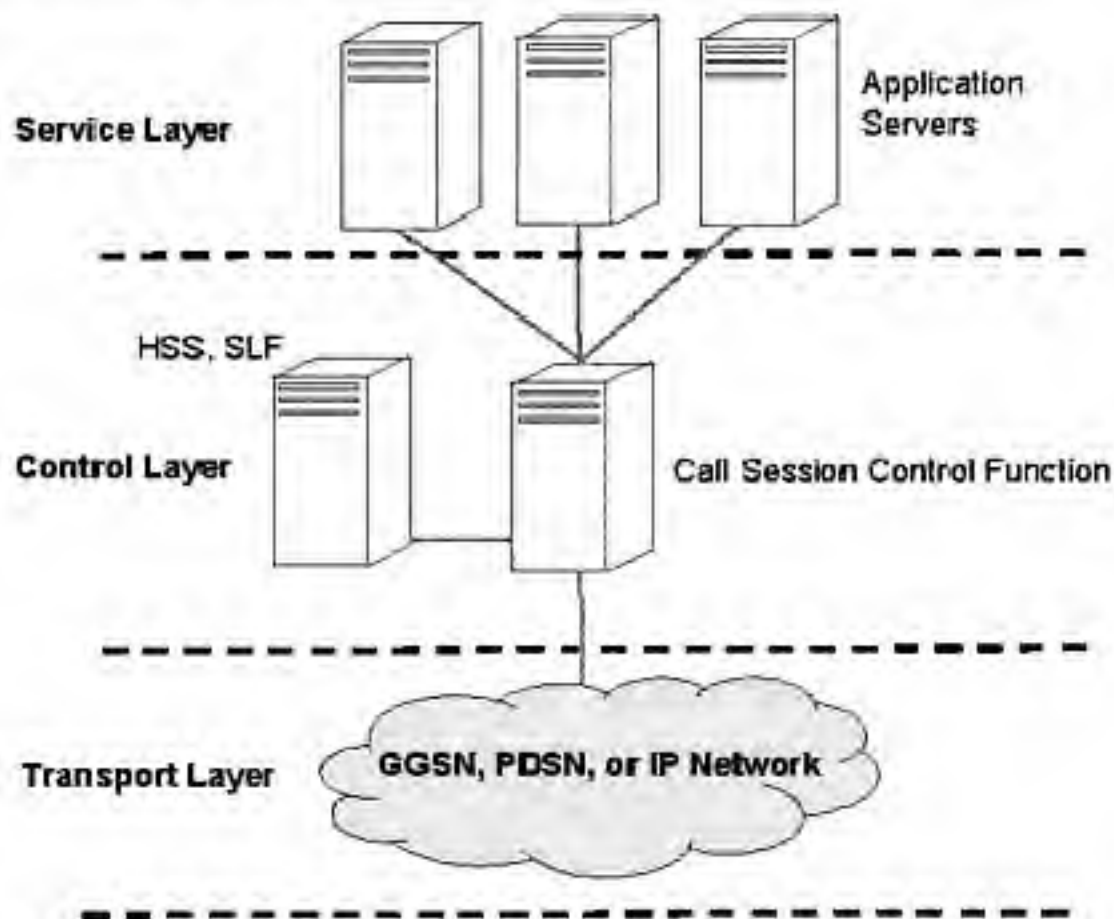 Application
Servers
Service Layer
HSS, SLF
Control Layer
Call Session Control Function
Transport Layer
GGSN, PDSN, or IP Network